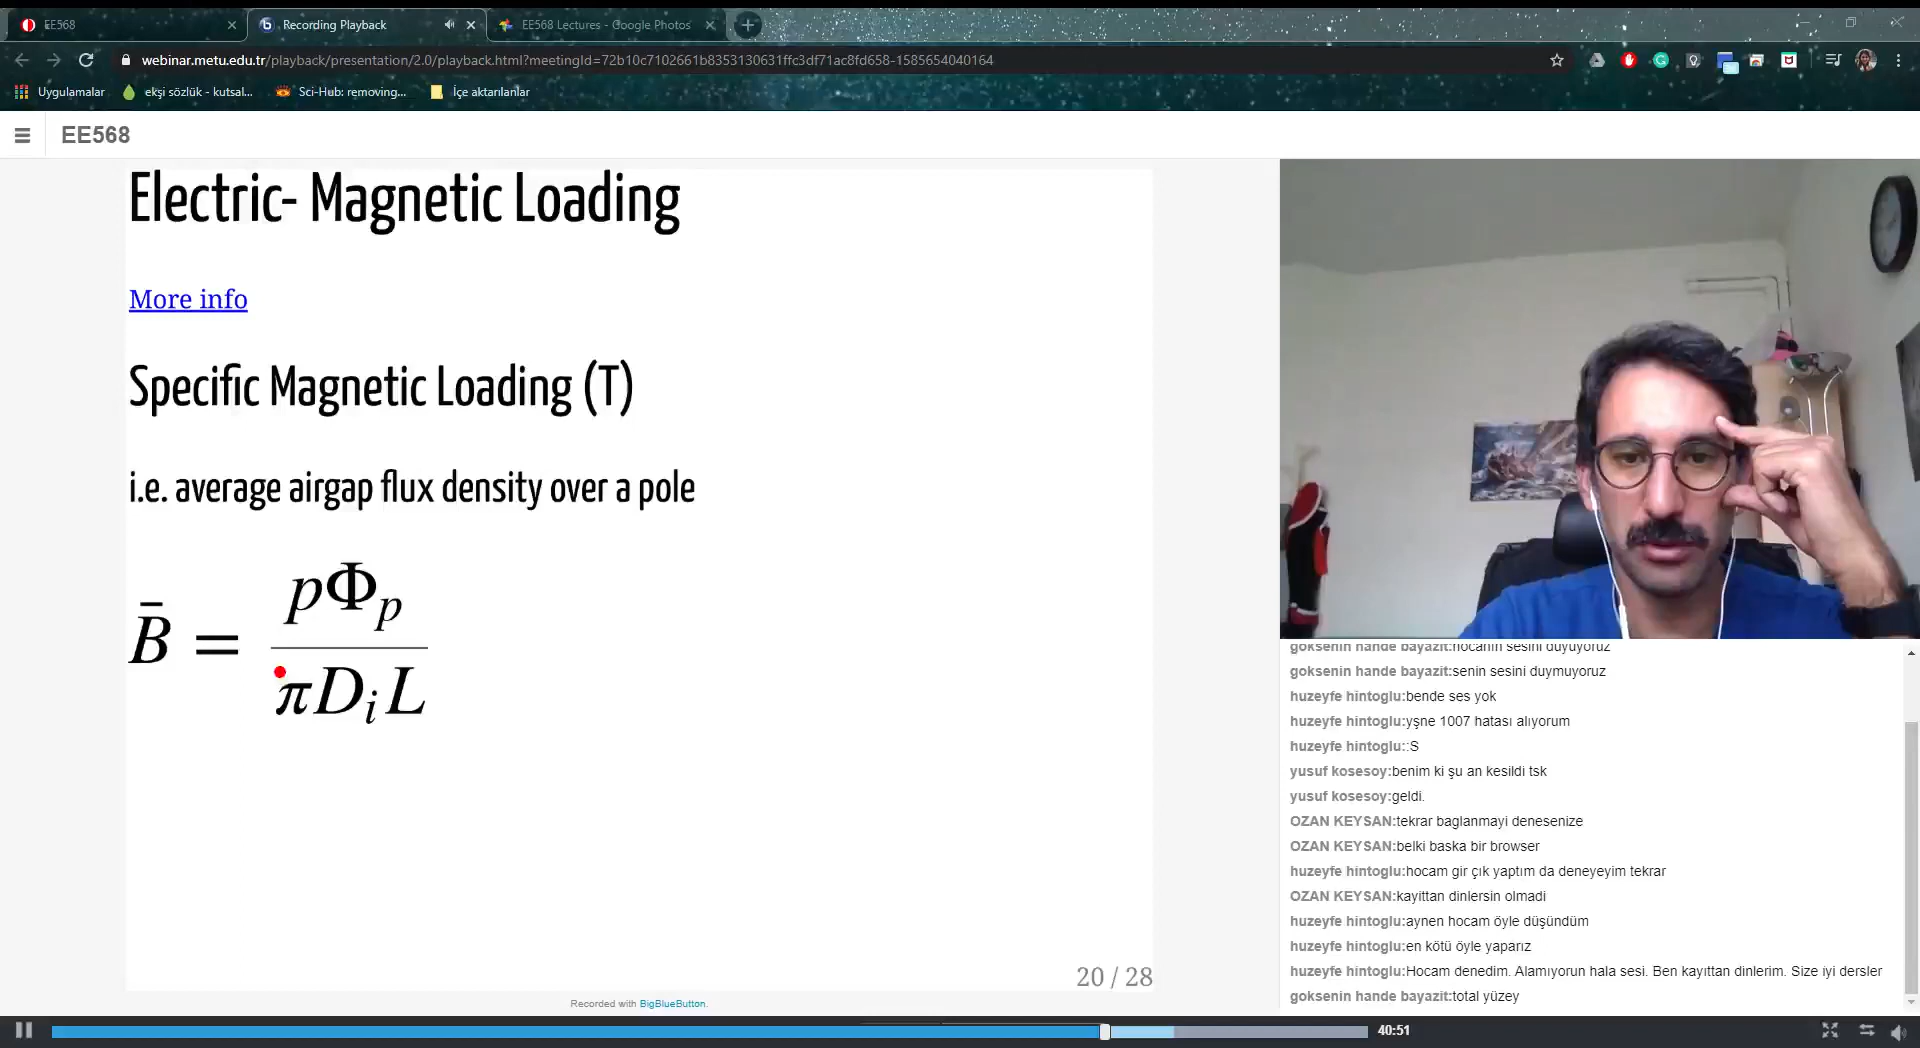 EE568
Recording Playback
EE568 Lectures - Google Photos
webinar.metu.edu.tr/playback/presentation/2.0/playback.html?meetingId=72b10c7102661b8353130631ffc3df71ac8fd658-1585654040164
Uygulamalar
ekşi sözlük - kutsal...
Sci-Hub: removing...
İçe aktarılanlar
EE568
Electric- Magnetic Loading
More info
Specific Magnetic Loading (T)
i.e. average airgap flux density over a pole
B̄ = pΦp / πDiL
20 / 28
Recorded with BigBlueButton.
goksenin hande bayazit:hocanın sesini duyuyoruz
goksenin hande bayazit:senin sesini duymuyoruz
huzeyfe hintoglu:bende ses yok
huzeyfe hintoglu:yşne 1007 hatası alıyorum
huzeyfe hintoglu::S
yusuf kosesoy:benim ki şu an kesildi tsk
yusuf kosesoy:geldi.
OZAN KEYSAN:tekrar baglanmayi denesenize
OZAN KEYSAN:belki baska bir browser
huzeyfe hintoglu:hocam gir çık yaptım da deneyeyim tekrar
OZAN KEYSAN:kayittan dinlersin olmadi
huzeyfe hintoglu:aynen hocam öyle düşündüm
huzeyfe hintoglu:en kötü öyle yaparız
huzeyfe hintoglu:Hocam denedim. Alamıyorun hala sesi. Ben kayıttan dinlerim. Size iyi dersler
goksenin hande bayazit:total yüzey
40:51